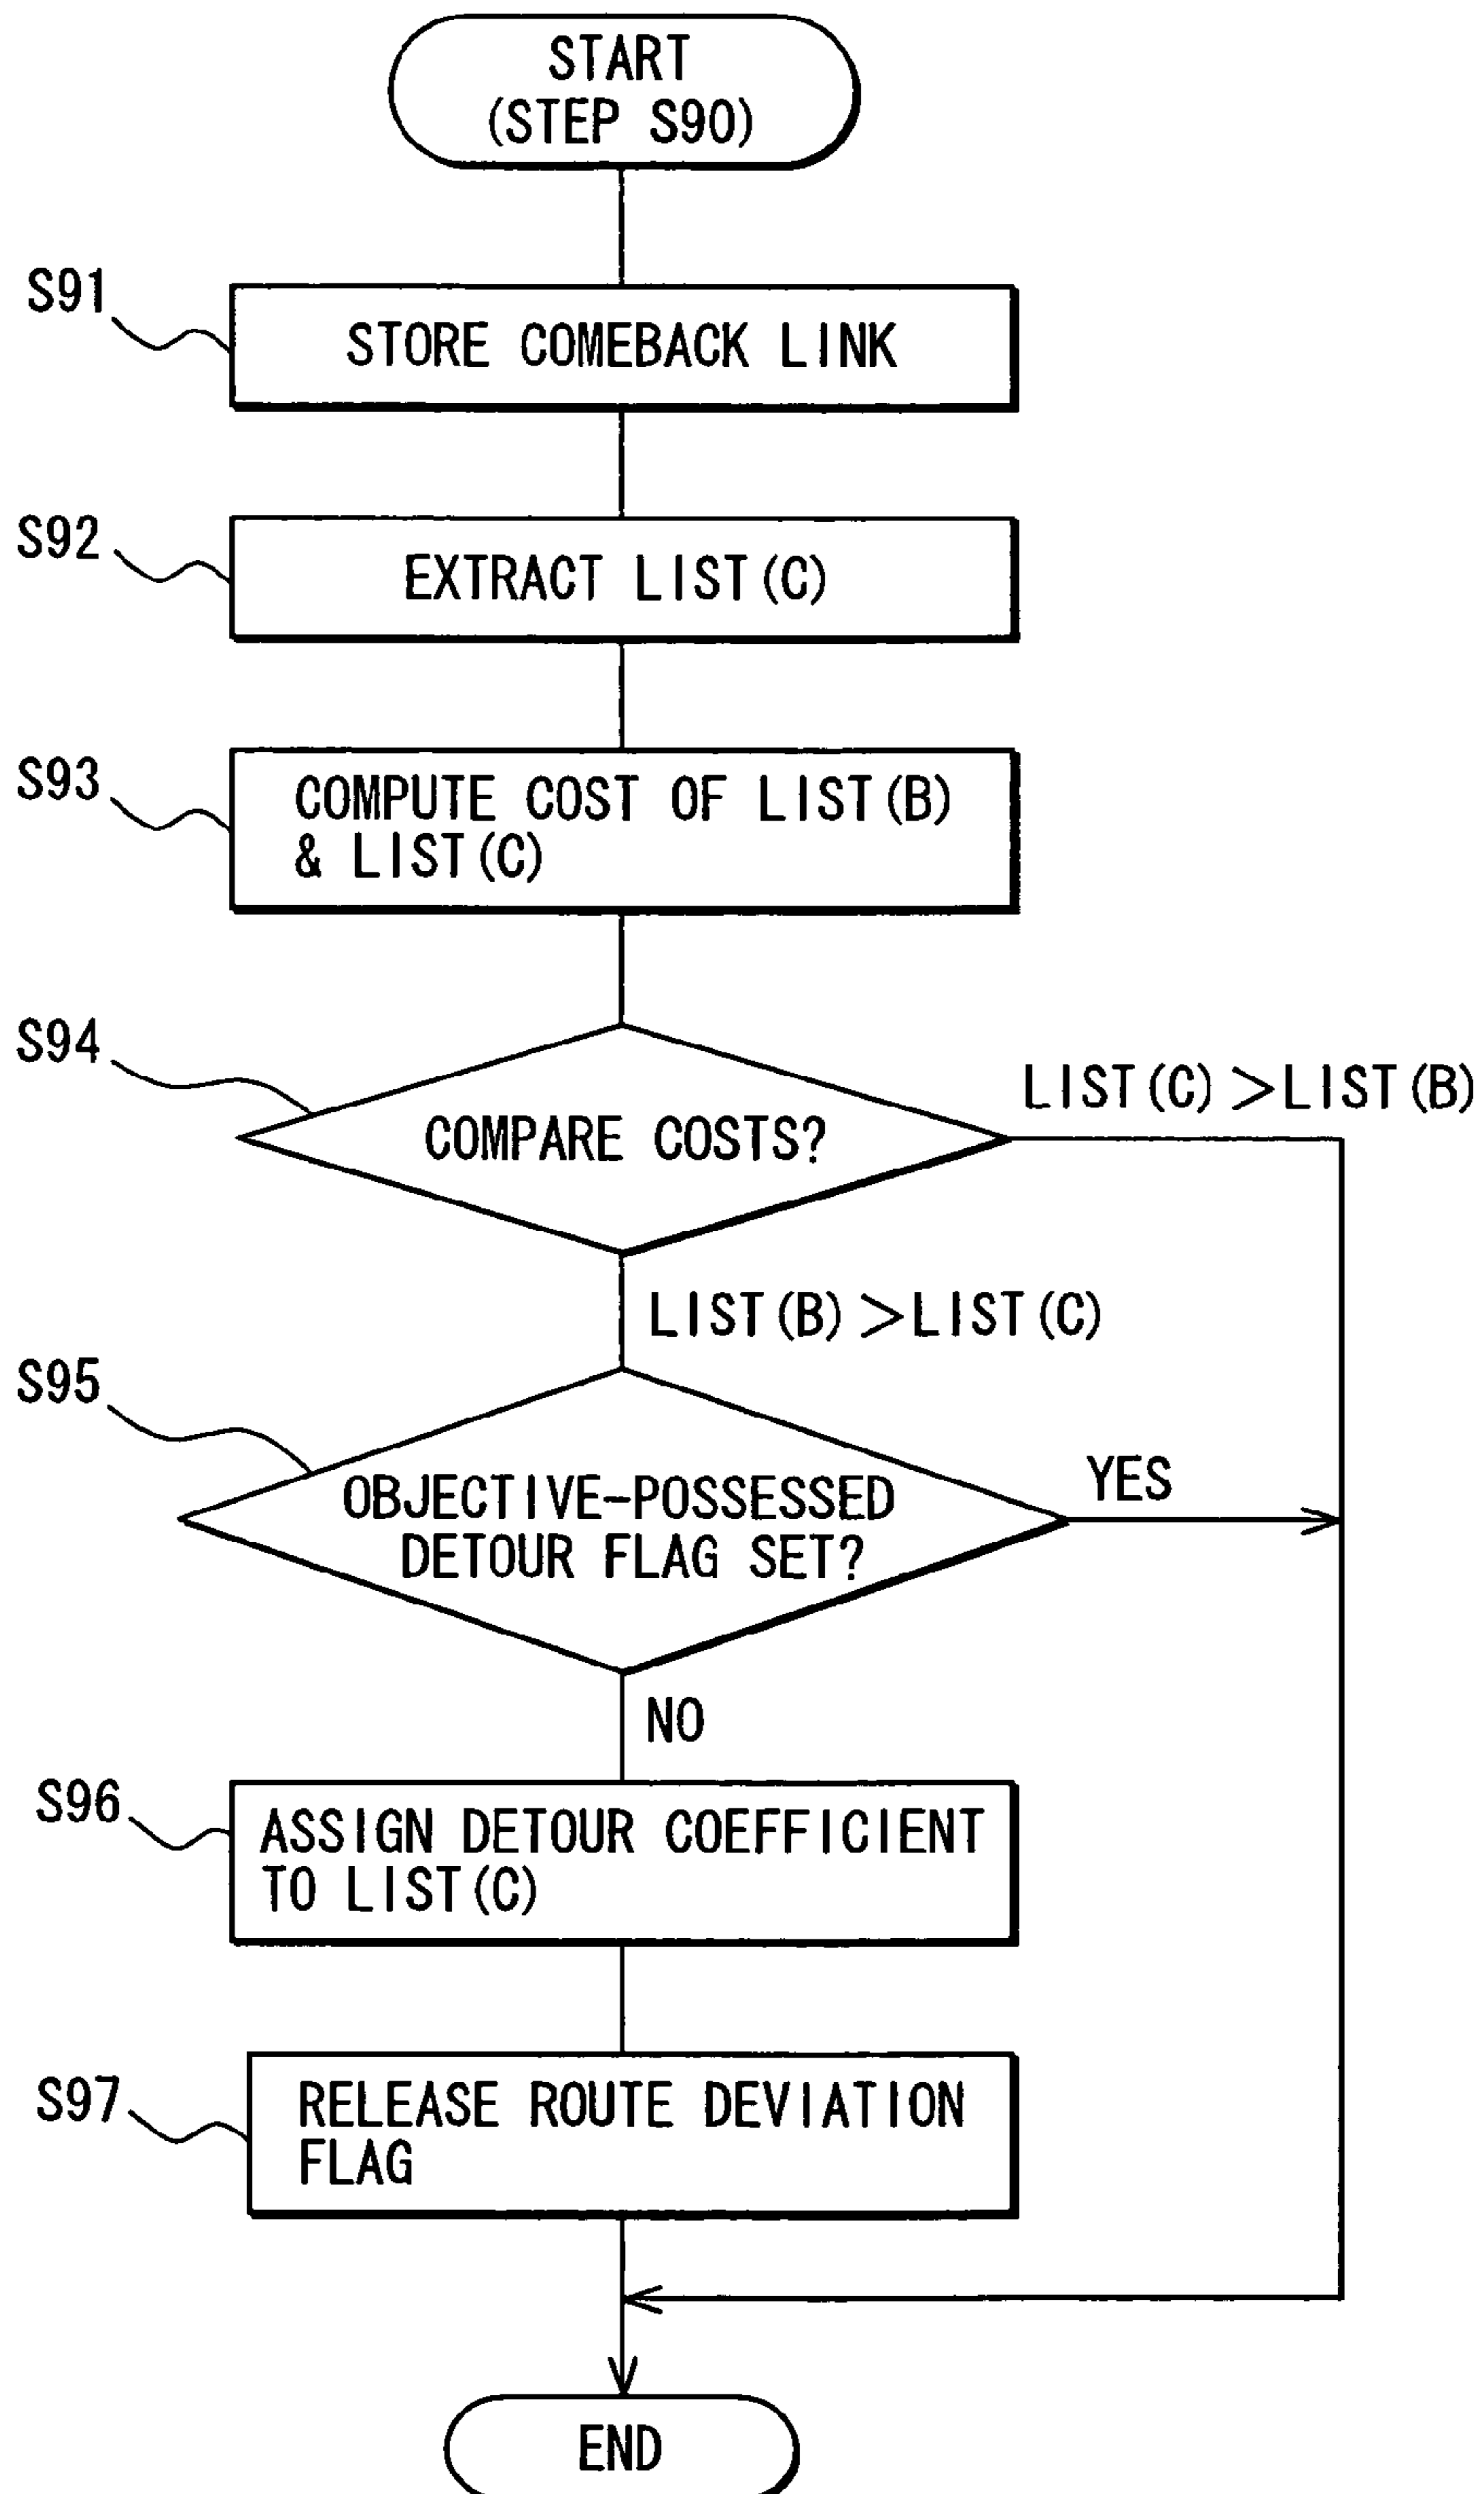 START
(STEP S90)
S91
STORE COMEBACK LINK
S92
EXTRACT LIST(C)
S93
COMPUTE COST OF LIST(B)
& LIST(C)
S94
COMPARE COSTS?
LIST(C)>LIST(B)
LIST(B)>LIST(C)
S95
OBJECTIVE-POSSESSED
DETOUR FLAG SET?
YES
NO
S96
ASSIGN DETOUR COEFFICIENT
TO LIST(C)
S97
RELEASE ROUTE DEVIATION
FLAG
END